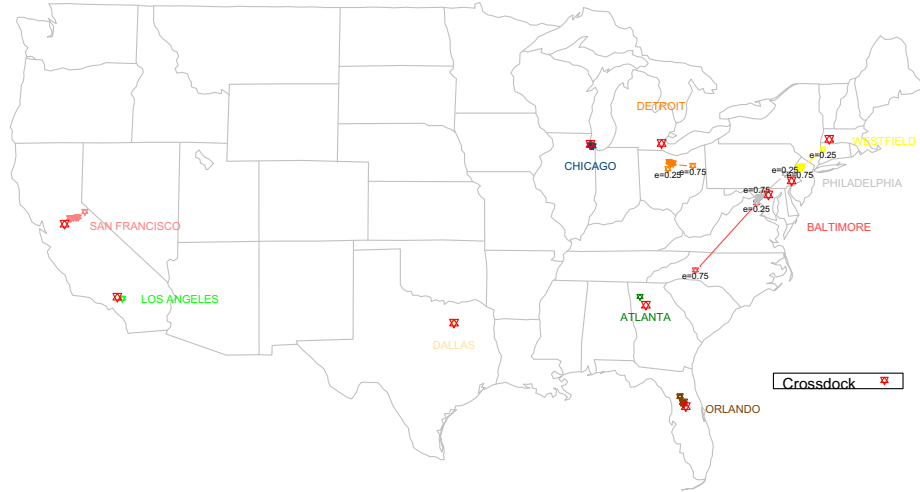 DETROIT
WESTFIELD
e=0.25
CHICAGO
e=0.25
e=0.75
e=0.25
e=0.75
PHILADELPHIA
e=0.75
e=0.25
SAN FRANCISCO
BALTIMORE
e=0.75
LOS ANGELES
ATLANTA
DALLAS
Crossdock
ORLANDO